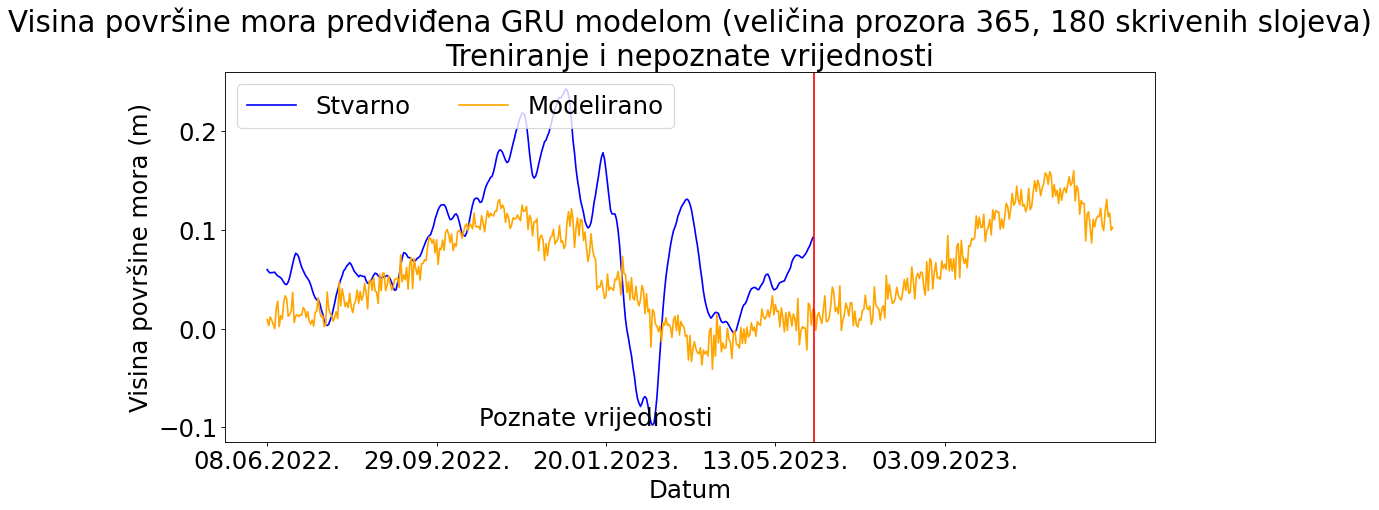 Visina površine mora predviđena GRU modelom (veličina prozora 365, 180 skrivenih slojeva)
Treniranje i nepoznate vrijednosti
Stvarno Modelirano
Visina površine mora (m)
0.2
0.1
0.0
−0.1
Poznate vrijednosti
08.06.2022. 29.09.2022. 20.01.2023. 13.05.2023. 03.09.2023.
Datum